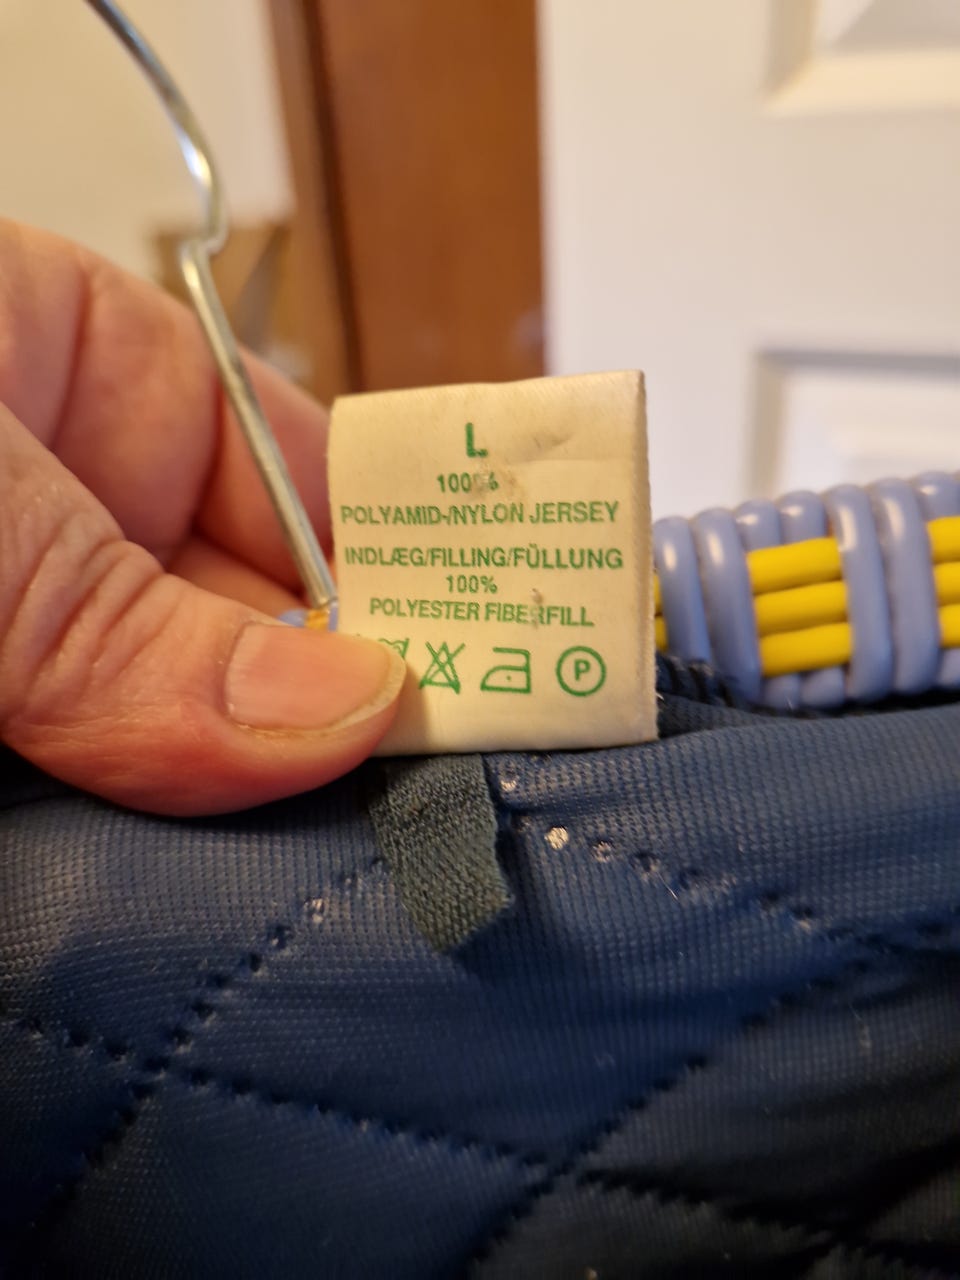 L
100%
POLYAMID-/NYLON JERSEY
INDLÆG/FILLING/FÜLLUNG
100%
POLYESTER FIBERFILL
P